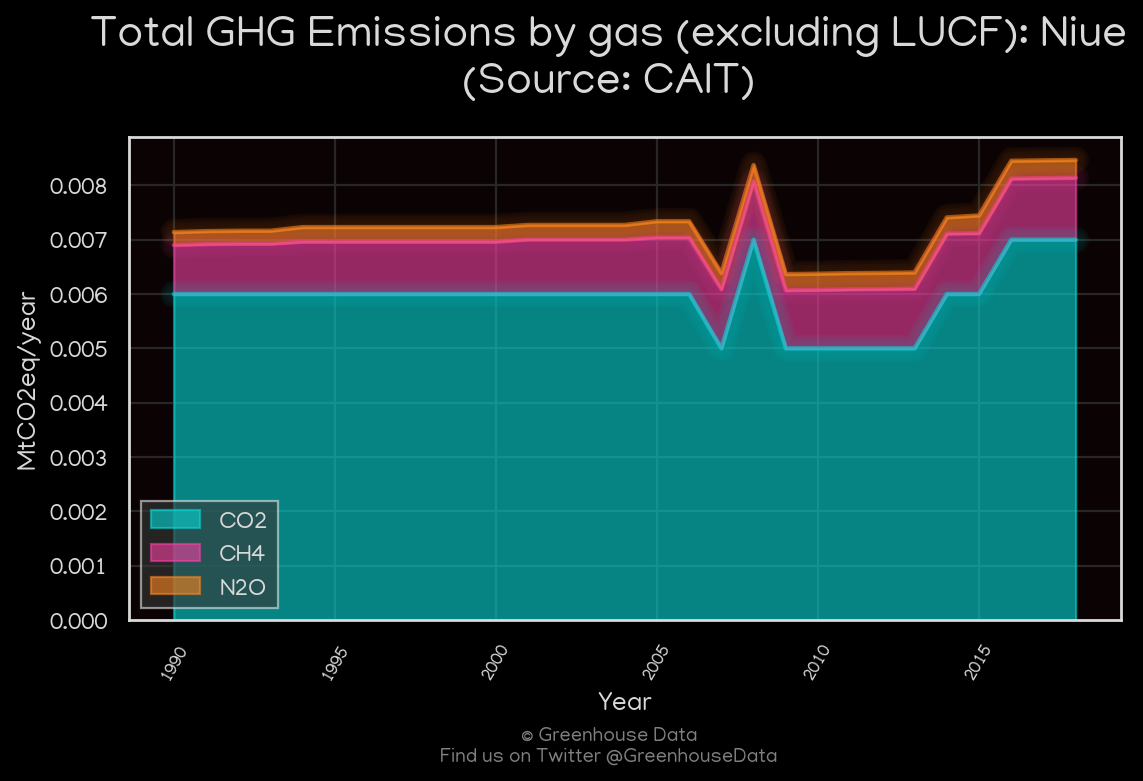 Total GHG Emissions by gas (excluding LUCF): Niue
(Source: CAIT)
MtCO2eq/year
0.008
0.007
0.006
0.005
0.004
0.003
0.002
0.001
0.000
CO2
CH4
N2O
1990
1995
2000
2005
2010
2015
Year
© Greenhouse Data
Find us on Twitter @GreenhouseData